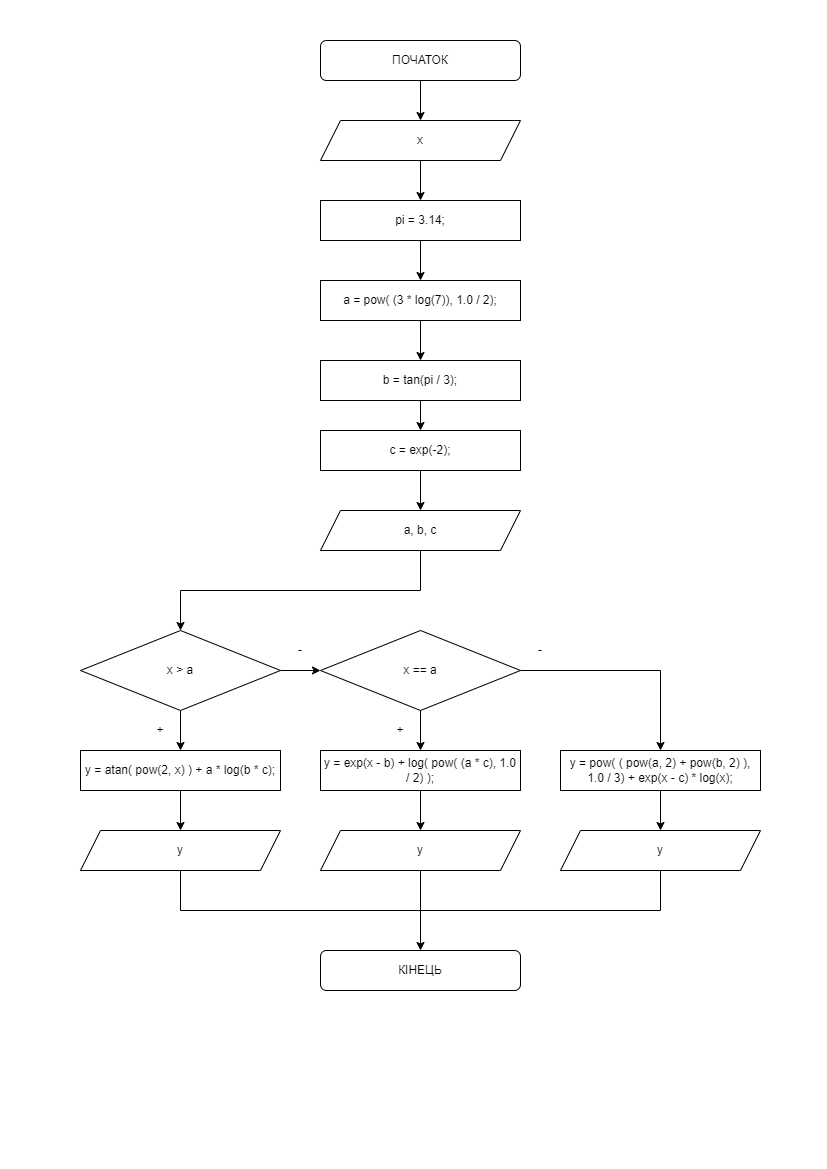 ПОЧАТОК
x
pi = 3.14;
a = pow( (3 * log(7)), 1.0 / 2);
b = tan(pi / 3);
c = exp(-2);
a, b, c
x > a
-
x == a
-
+
+
y = atan( pow(2, x) ) + a * log(b * c);
y = exp(x - b) + log( pow( (a * c), 1.0
/ 2) );
y = pow( ( pow(a, 2) + pow(b, 2) ),
1.0 / 3) + exp(x - c) * log(x);
y
y
y
КІНЕЦЬ